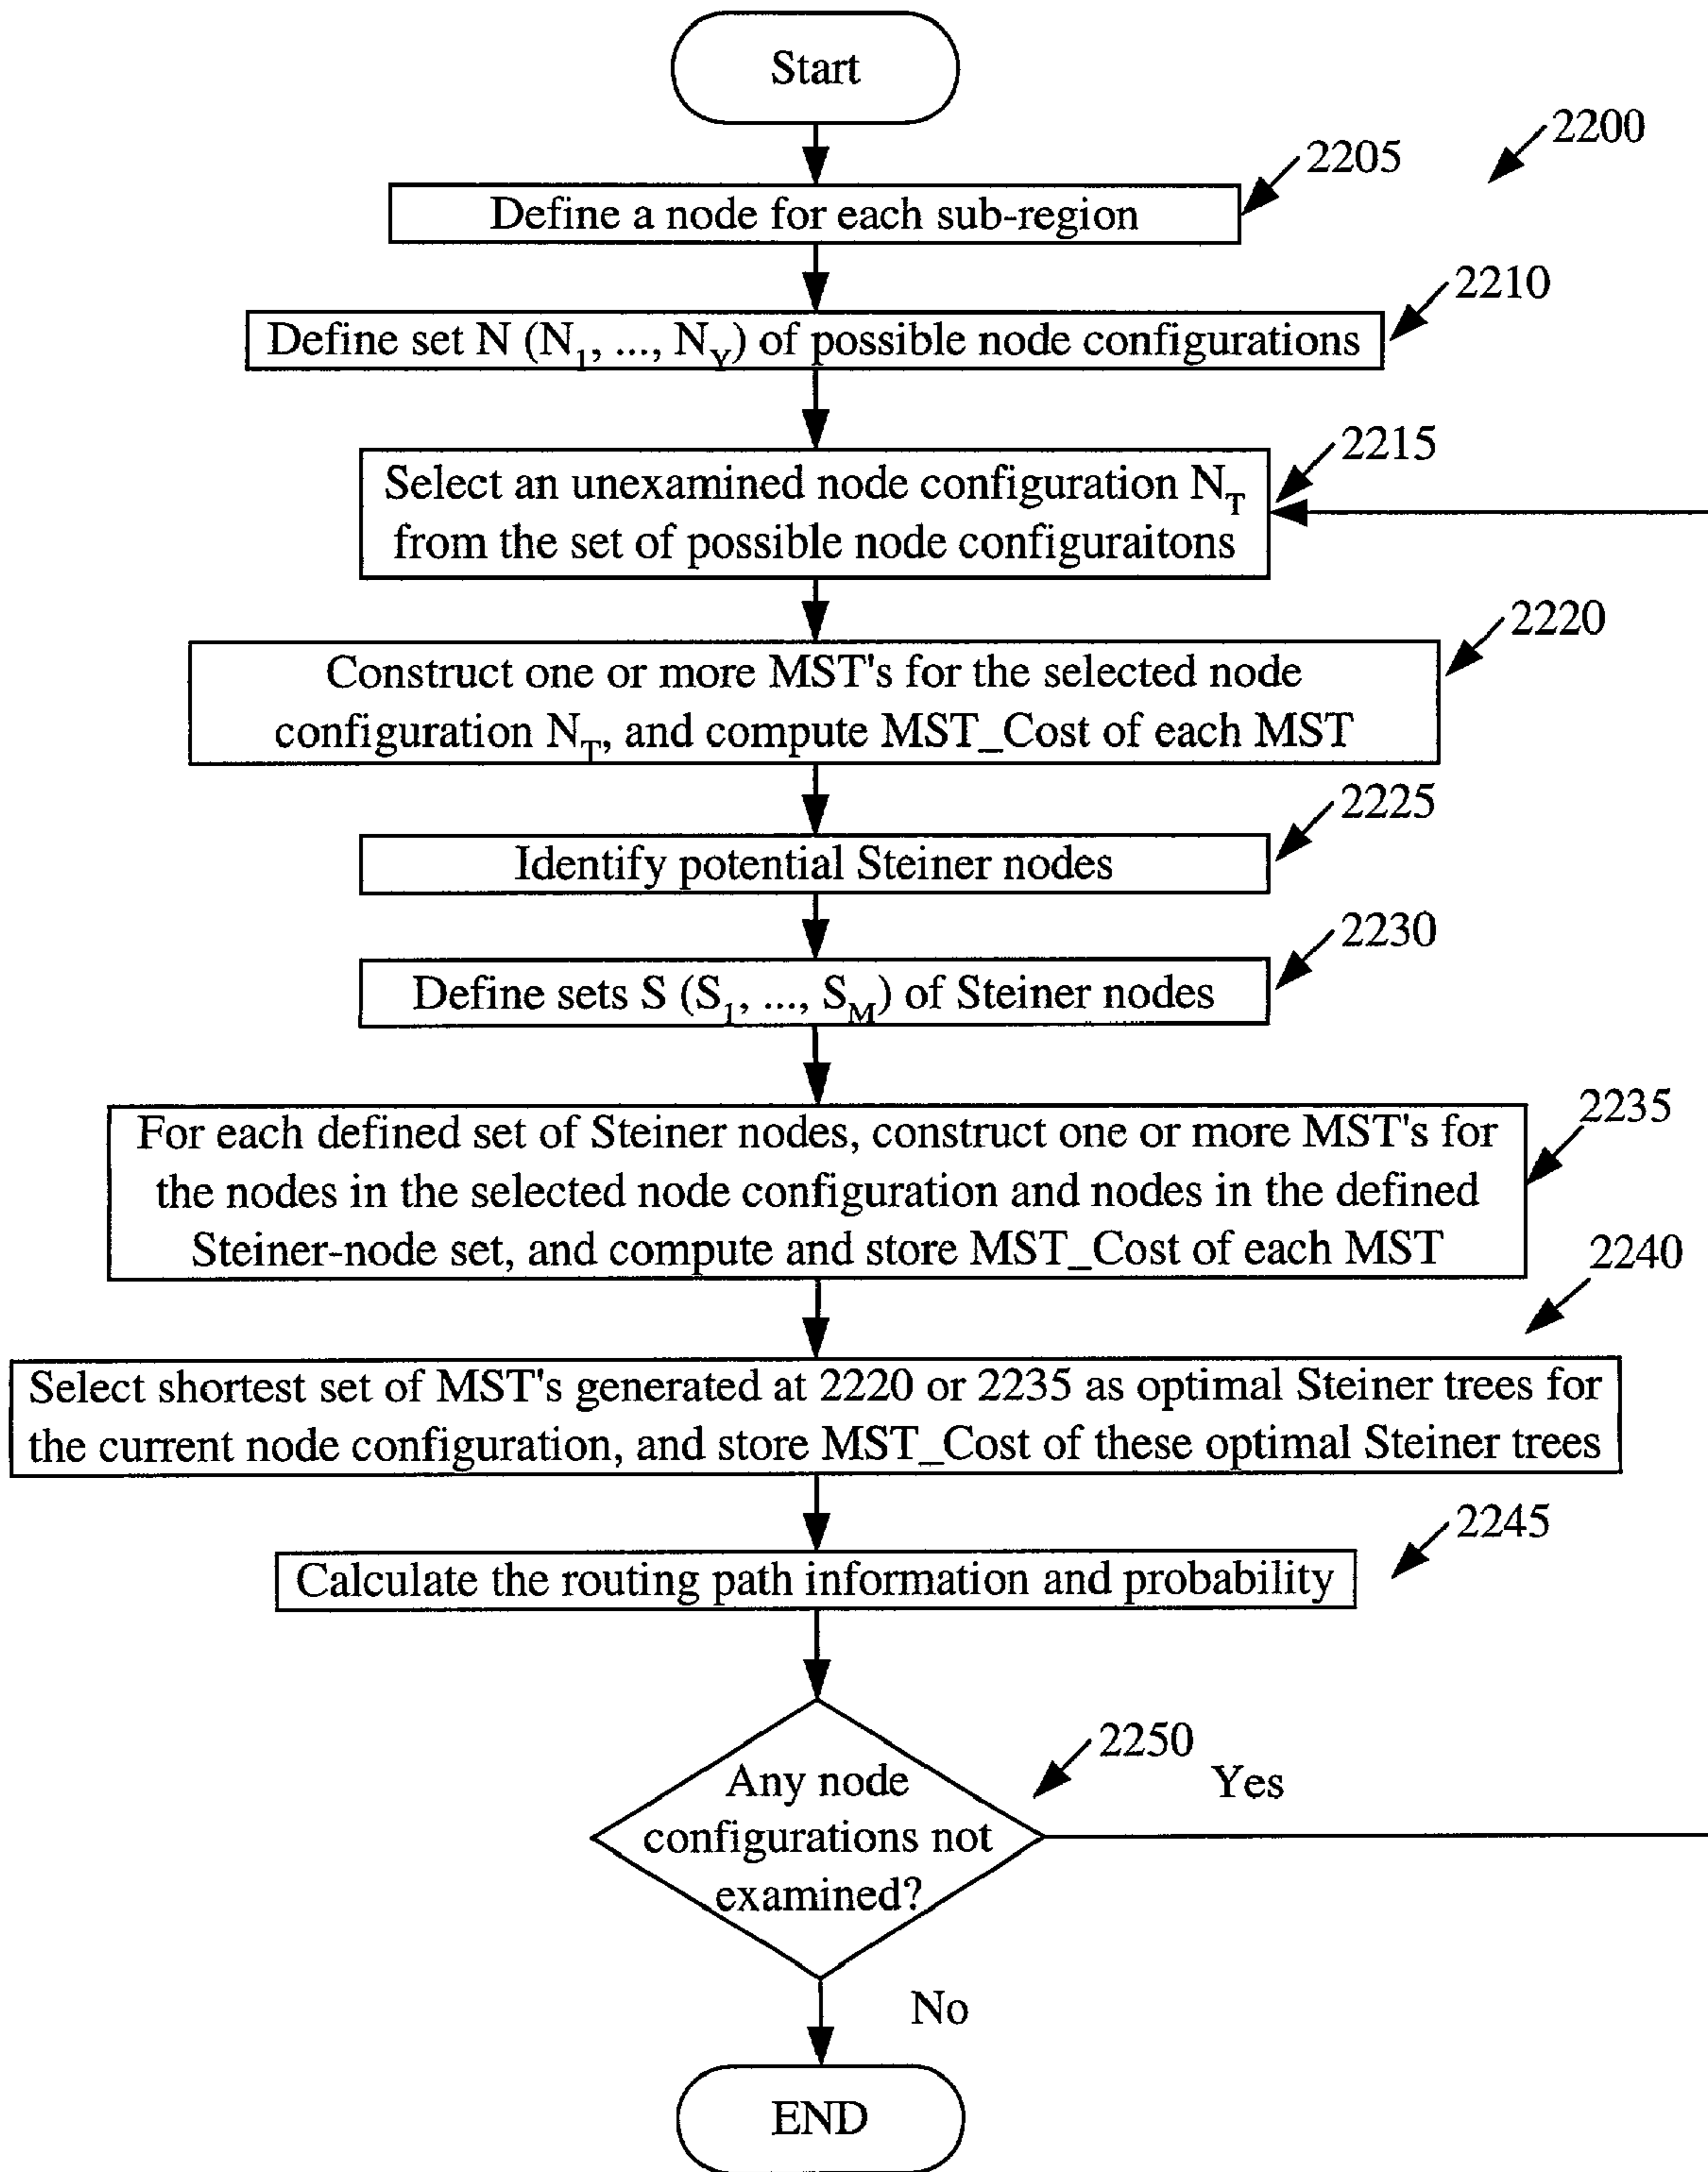 Start
2200
2205
Define a node for each sub-region
2210
Define set N (N1, ..., NY) of possible node configurations
2215
Select an unexamined node configuration NT
from the set of possible node configuraitons
2220
Construct one or more MST's for the selected node
configuration NT, and compute MST_Cost of each MST
2225
Identify potential Steiner nodes
2230
Define sets S (S1, ..., SM) of Steiner nodes
2235
For each defined set of Steiner nodes, construct one or more MST's for
the nodes in the selected node configuration and nodes in the defined
Steiner-node set, and compute and store MST_Cost of each MST
2240
Select shortest set of MST's generated at 2220 or 2235 as optimal Steiner trees for
the current node configuration, and store MST_Cost of these optimal Steiner trees
2245
Calculate the routing path information and probability
2250
Any node
configurations not
examined?
Yes
No
END